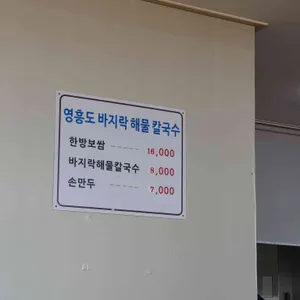 영흥도 바지락 해물 칼국수
한방보쌈 ------ 16,000
바지락해물칼국수 -- 8,000
손만두 ------ 7,000